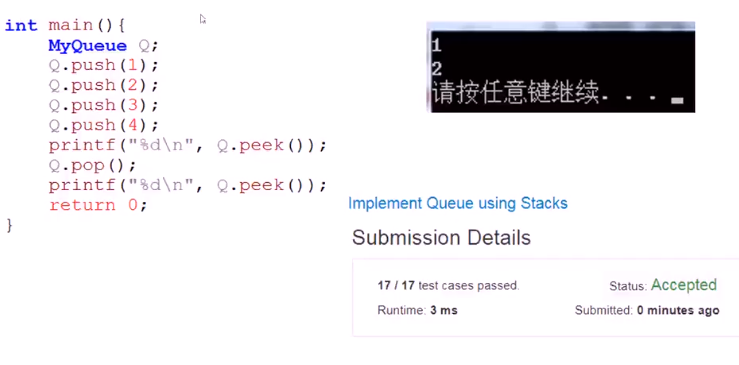 int main(){
    MyQueue Q;
    Q.push(1);
    Q.push(2);
    Q.push(3);
    Q.push(4);
    printf("%d\n", Q.peek());
    Q.pop();
    printf("%d\n", Q.peek());
    return 0;
}
1
2
请按任意键继续. . .
Implement Queue using Stacks
Submission Details
17 / 17 test cases passed.
Status: Accepted
Runtime: 3 ms
Submitted: 0 minutes ago